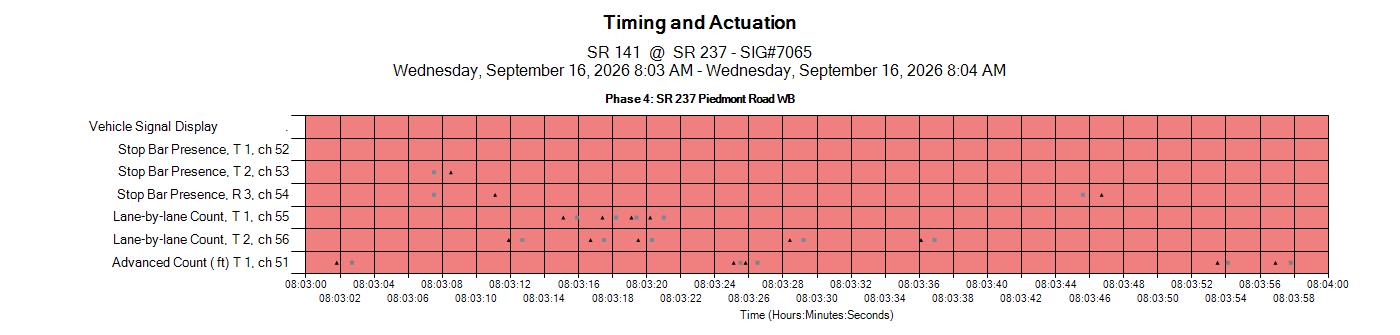 Timing and Actuation
SR 141 @ SR 237 - SIG#7065
Wednesday, September 16, 2026 8:03 AM - Wednesday, September 16, 2026 8:04 AM
Phase 4: SR 237 Piedmont Road WB
Vehicle Signal Display .
Stop Bar Presence, T 1, ch 52
Stop Bar Presence, T 2, ch 53
Stop Bar Presence, R 3, ch 54
Lane-by-lane Count, T 1, ch 55
Lane-by-lane Count, T 2, ch 56
Advanced Count ( ft) T 1, ch 51
08:03:00 08:03:04 08:03:08 08:03:12 08:03:16 08:03:20 08:03:24 08:03:28 08:03:32 08:03:36 08:03:40 08:03:44 08:03:48 08:03:52 08:03:56 08:04:00
08:03:02 08:03:06 08:03:10 08:03:14 08:03:18 08:03:22 08:03:26 08:03:30 08:03:34 08:03:38 08:03:42 08:03:46 08:03:50 08:03:54 08:03:58
Time (Hours:Minutes:Seconds)